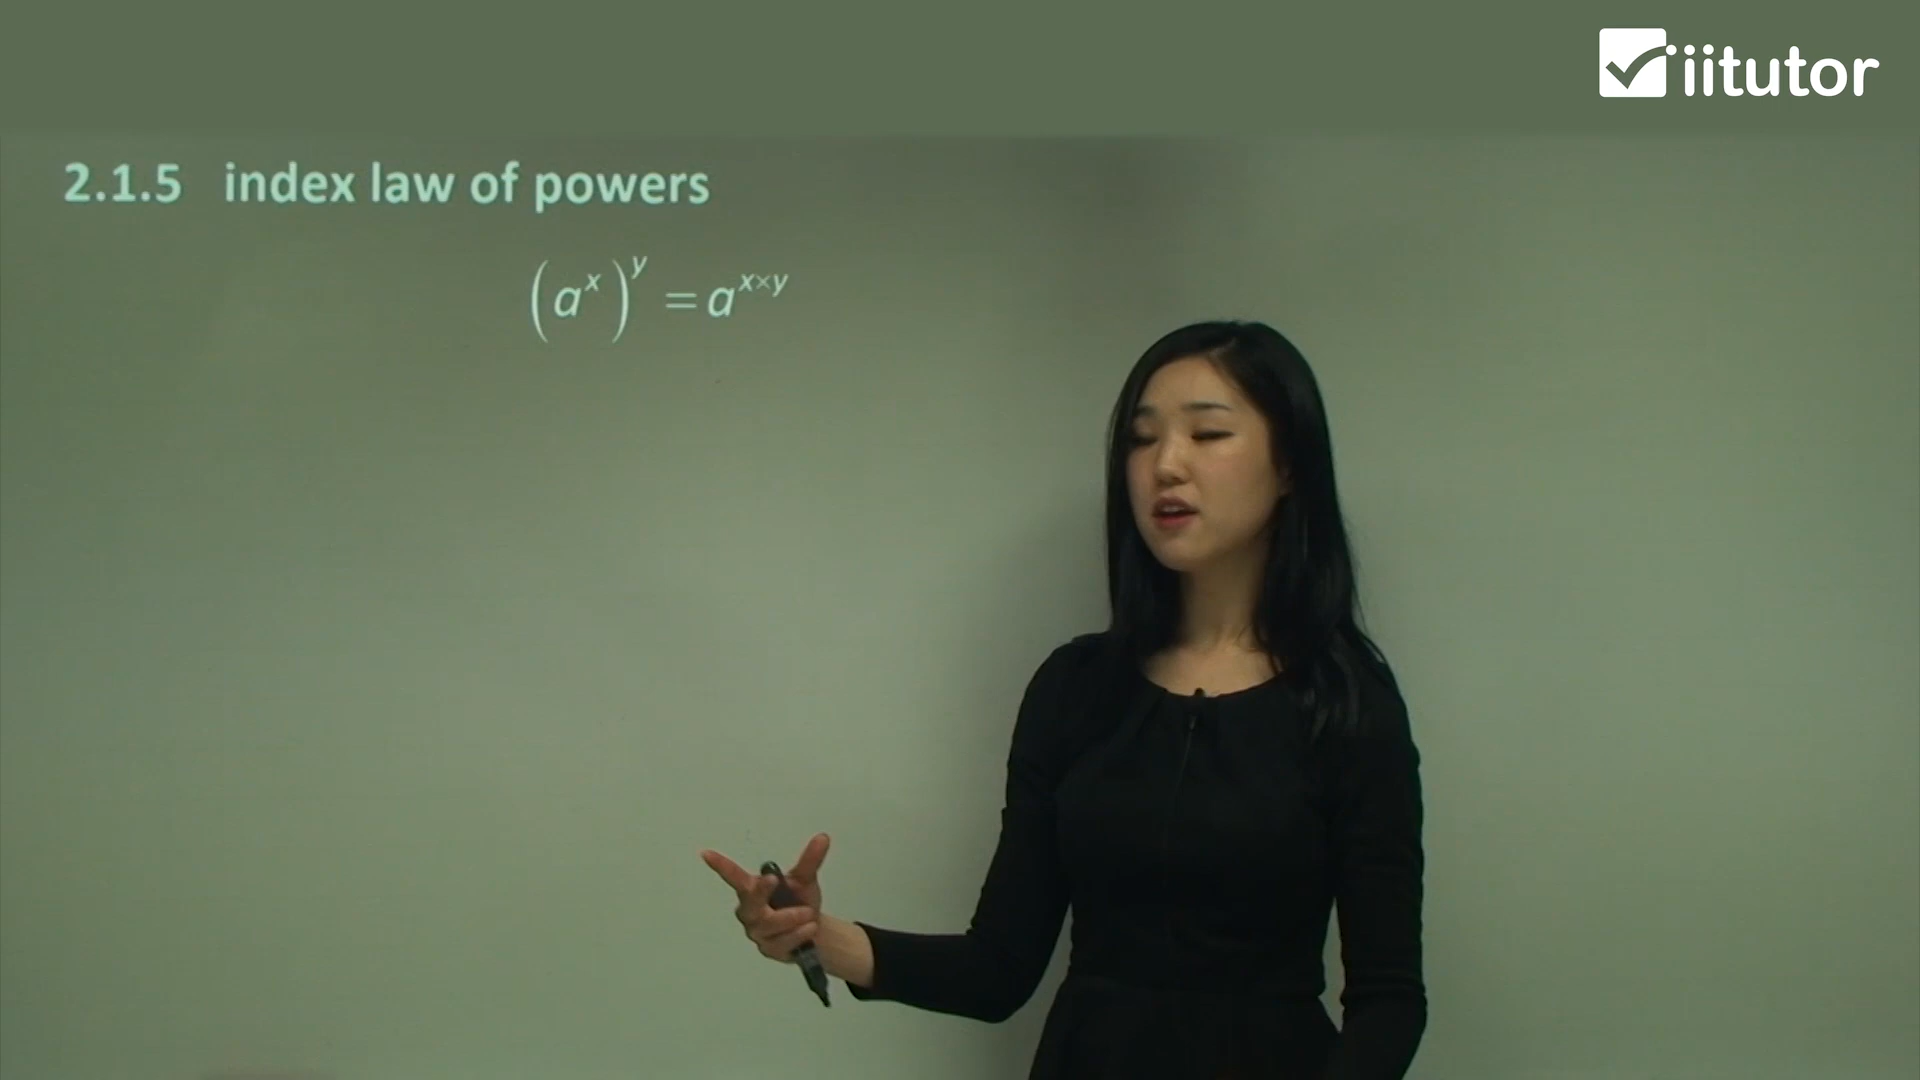 iitutor
2.1.5 index law of powers
(a^x)^y = a^{x×y}